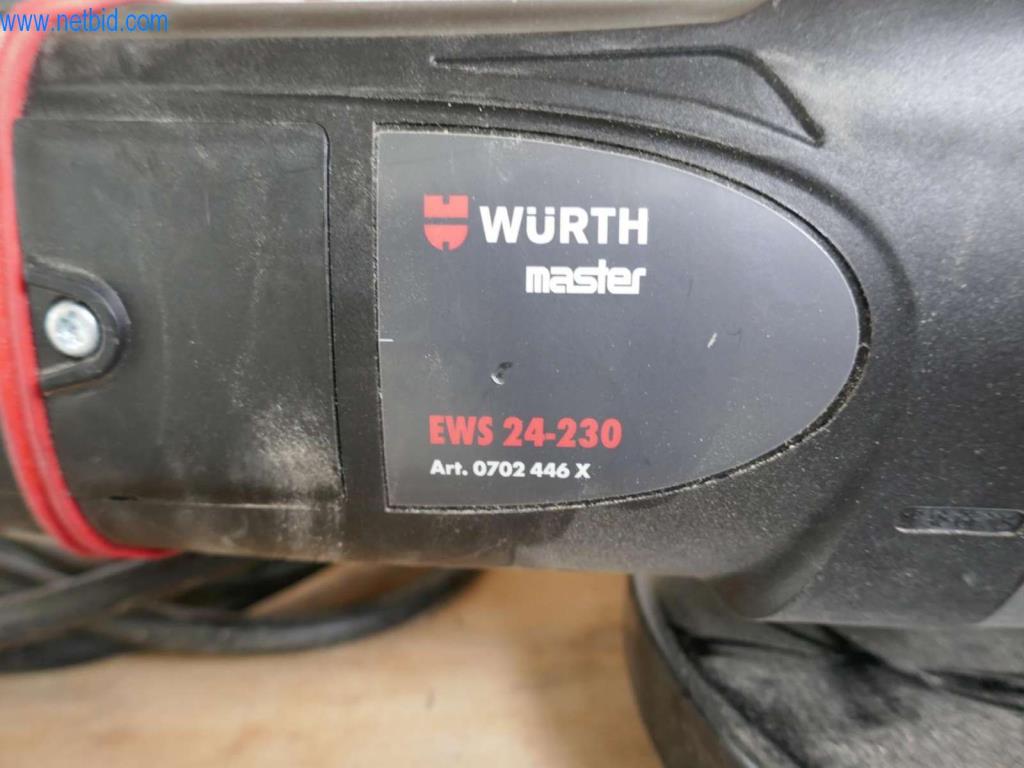 www.netbid.com
WÜRTH
master
EWS 24-230
Art. 0702 446 X